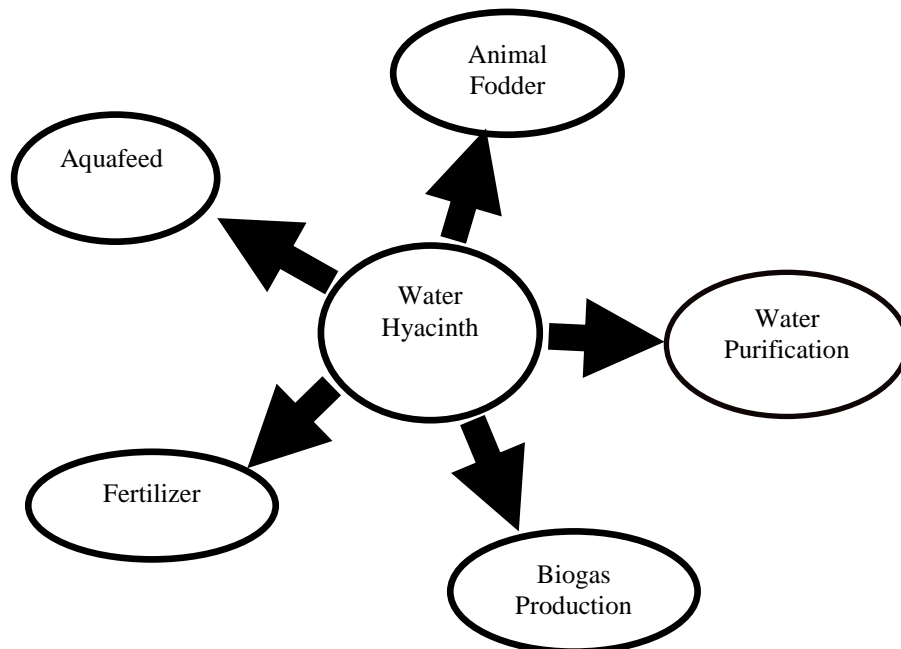 Animal
Fodder
Aquafeed
Water
Hyacinth
Water
Purification
Fertilizer
Biogas
Production